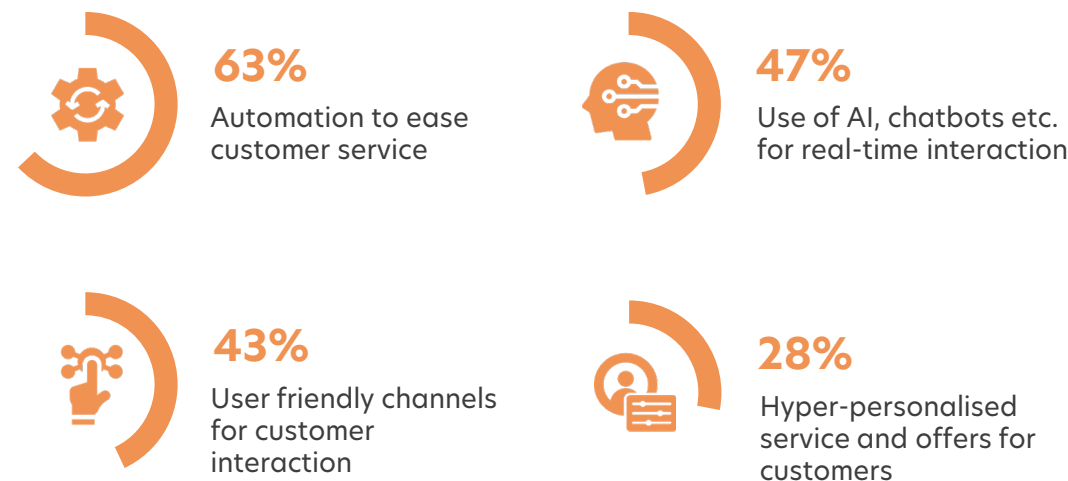 63%
Automation to ease
customer service
47%
Use of AI, chatbots etc.
for real-time interaction
43%
User friendly channels
for customer
interaction
28%
Hyper-personalised
service and offers for
customers